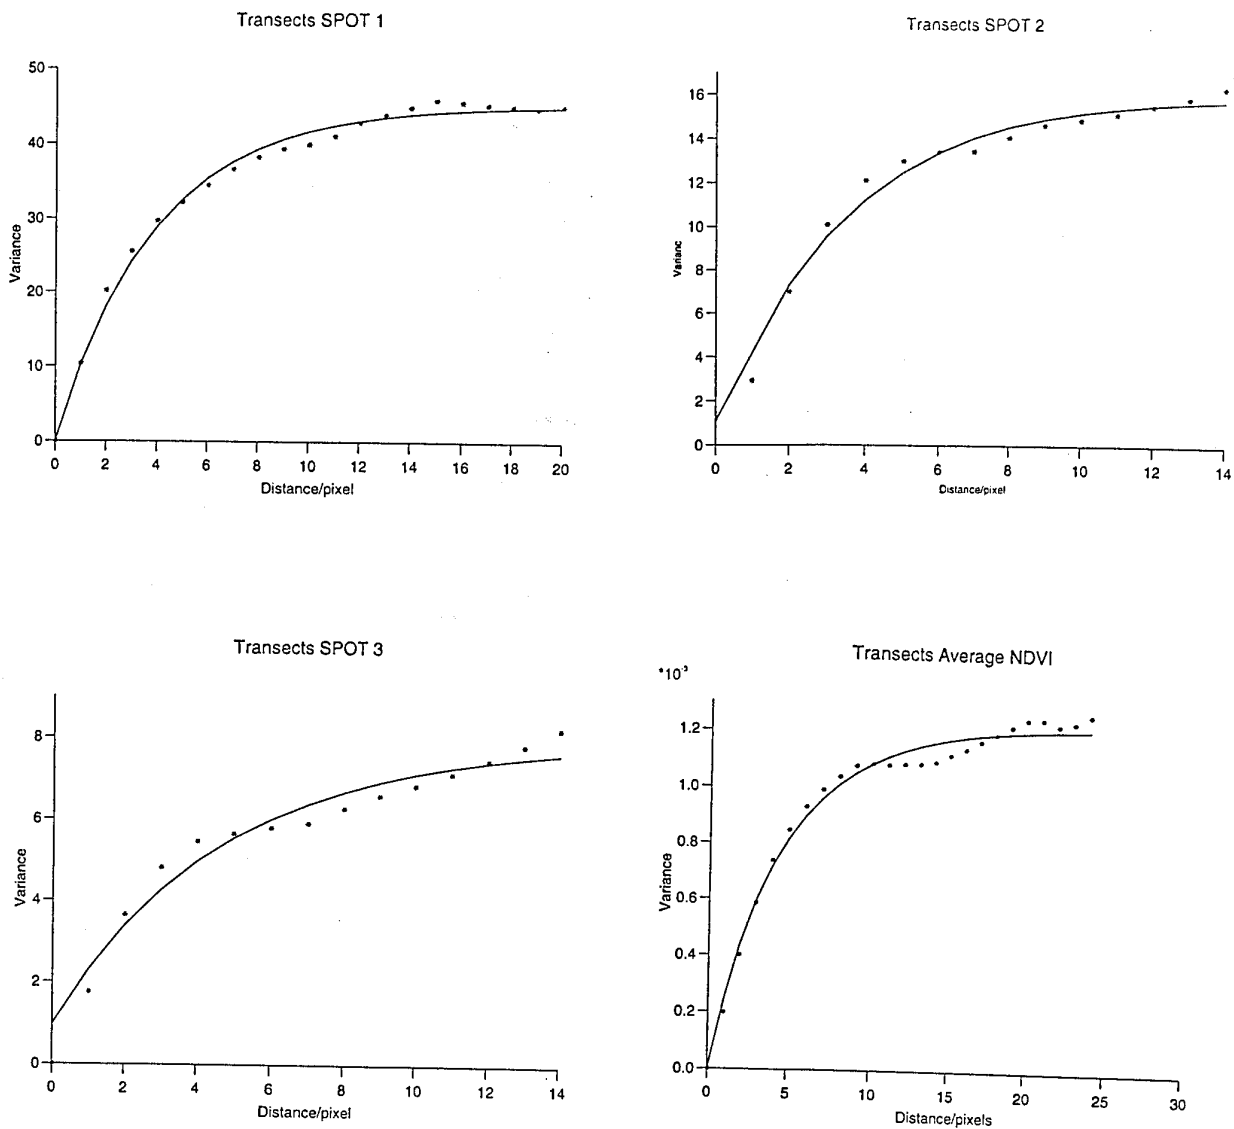 Transects SPOT 1
50
40
30
20
10
0
Variance
0 2 4 6 8 10 12 14 16 18 20
Distance/pixel
Transects SPOT 2
16
14
12
10
8
6
4
2
0
Varianc
0 2 4 6 8 10 12 14
Distance/pixel
Transects SPOT 3
8
6
4
2
0
Variance
0 2 4 6 8 10 12 14
Distance/pixel
Transects Average NDVI
*10⁻³
1.2
1.0
0.8
0.6
0.4
0.2
0.0
Variance
0 5 10 15 20 25 30
Distance/pixels